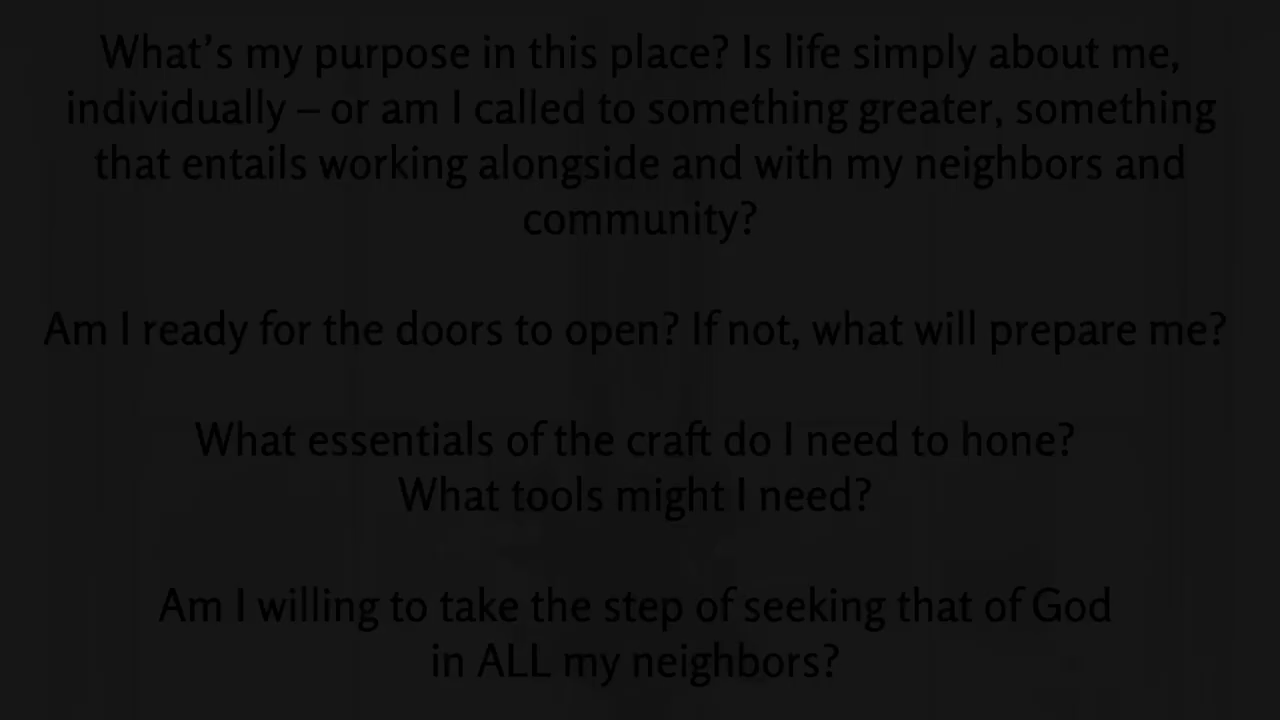 What’s my purpose in this place? Is life simply about me,
individually – or am I called to something greater, something
that entails working alongside and with my neighbors and
community?
Am I ready for the doors to open? If not, what will prepare me?
What essentials of the craft do I need to hone?
What tools might I need?
Am I willing to take the step of seeking that of God
in ALL my neighbors?